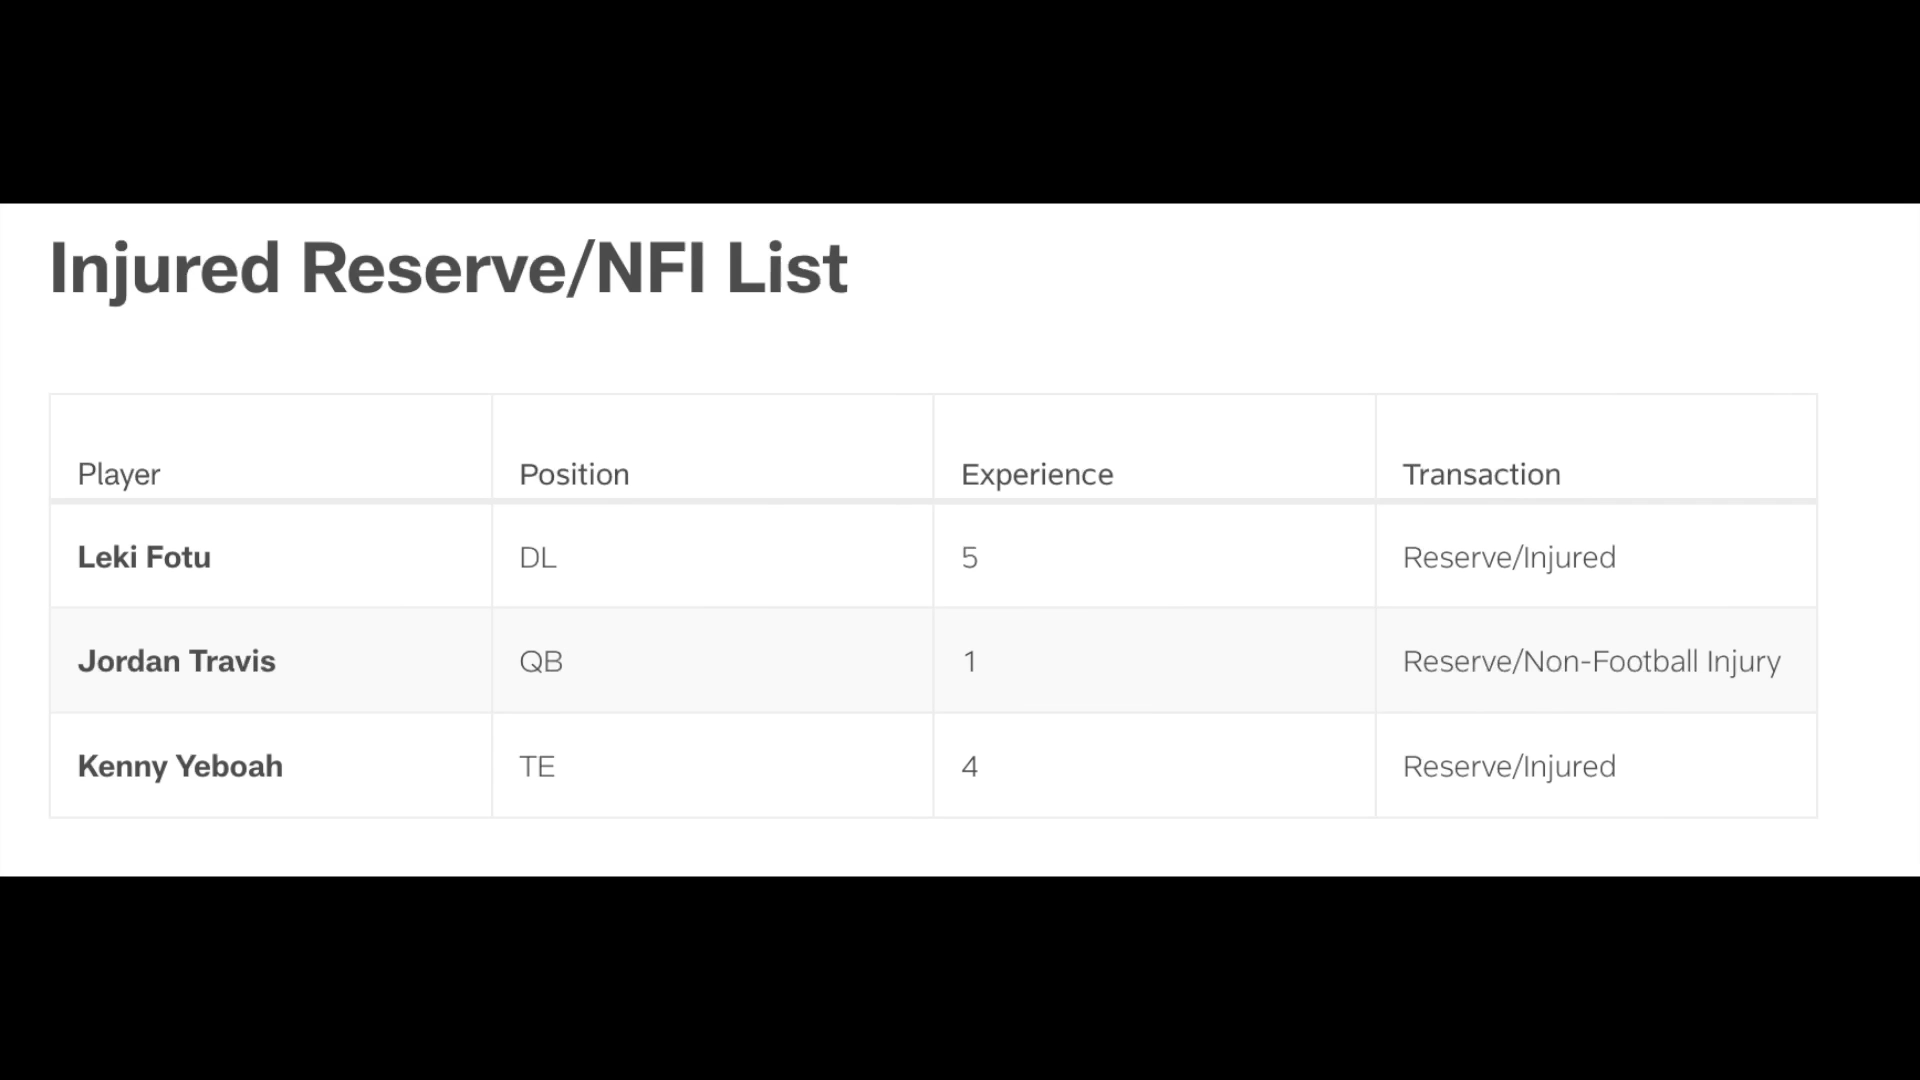 Injured Reserve/NFI List
Player Position Experience Transaction
Leki Fotu DL 5 Reserve/Injured
Jordan Travis QB 1 Reserve/Non-Football Injury
Kenny Yeboah TE 4 Reserve/Injured